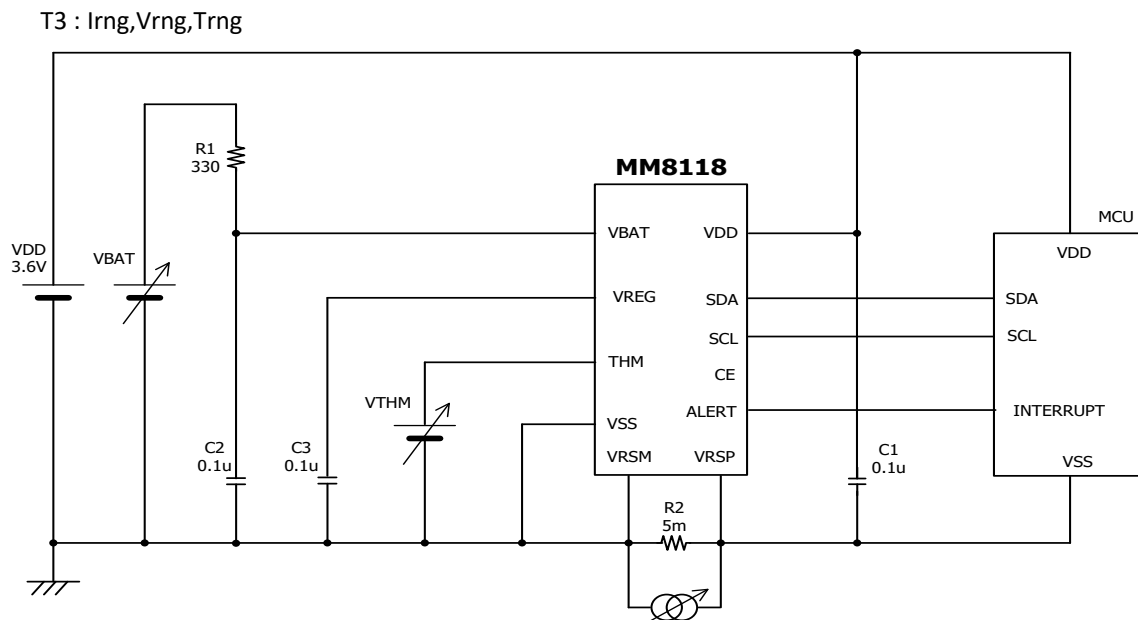 T3 : Irng,Vrng,Trng
R1
330
MM8118
MCU
VBAT
VDD
VDD
VDD
3.6V
VBAT
VREG
SDA
SDA
SCL
SCL
THM
CE
VTHM
ALERT
INTERRUPT
VSS
C2
0.1u
C3
0.1u
VRSM
VRSP
C1
0.1u
VSS
R2
5m